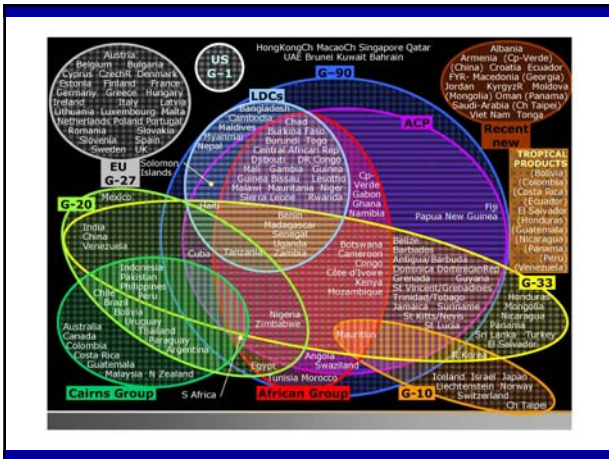 HongKongCh MacaoCh Singapore Qatar
UAE Brunei Kuwait Bahrain
Austria
Belgium Bulgaria
Cyprus CzechR Denmark
Estonia Finland France
Germany Greece Hungary
Ireland Italy Latvia
Lithuania Luxembourg Malta
Netherlands Poland Portugal
Romania Slovakia
Slovenia Spain
Sweden UK
EU
G-27
US
G-1
G-90
Albania
Armenia (Cp-Verde)
(China) Croatia Ecuador
FYR- Macedonia (Georgia)
Jordan KyrgyzR Moldova
(Mongolia) Oman (Panama)
Saudi-Arabia (Ch Taipei)
Viet Nam Tonga
Recent
new
LDCs
Bangladesh
Cambodia
Maldives
Myanmar
Nepal
Solomon
Islands
Haiti
Chad
Burkina Faso
Burundi Togo
Central African Rep
Djibouti DR Congo
Mali Gambia Guinea
Guinea Bissau Lesotho
Malawi Mauritania Niger
Sierra Leone Rwanda
Benin
Madagascar
Senegal
Uganda
Tanzania Zambia
ACP
Cp-
Verde
Gabon
Ghana
Namibia
Fiji
Papua New Guinea
TROPICAL
PRODUCTS
(Bolivia)
(Colombia)
(Costa Rica)
(Ecuador)
(El Salvador)
(Honduras)
(Guatemala)
(Nicaragua)
(Panama)
(Peru)
(Venezuela)
G-20
Mexico
India
China
Venezuela
Cuba
Indonesia
Pakistan
Philippines
Peru
Chile
Brazil
Bolivia
Uruguay
Thailand
Paraguay
Argentina
Australia
Canada
Colombia
Costa Rica
Guatemala
Malaysia N Zealand
Cairns Group
S Africa
Botswana
Cameroon
Congo
Côte d'Ivoire
Kenya
Mozambique
Nigeria
Zimbabwe
Mauritius
Egypt
Angola
Swaziland
Tunisia Morocco
African Group
Belize
Barbados
Antigua/Barbuda
Dominica DominicanRep
Grenada Guyana
St Vincent/Grenadines
Trinidad/Tobago
Jamaica Suriname
St Kitts/Nevis
St Lucia
G-33
Honduras
Mongolia
Nicaragua
Panama
Sri Lanka Turkey
El Salvador
R Korea
G-10
Iceland Israel Japan
Liechtenstein Norway
Switzerland
Ch Taipei